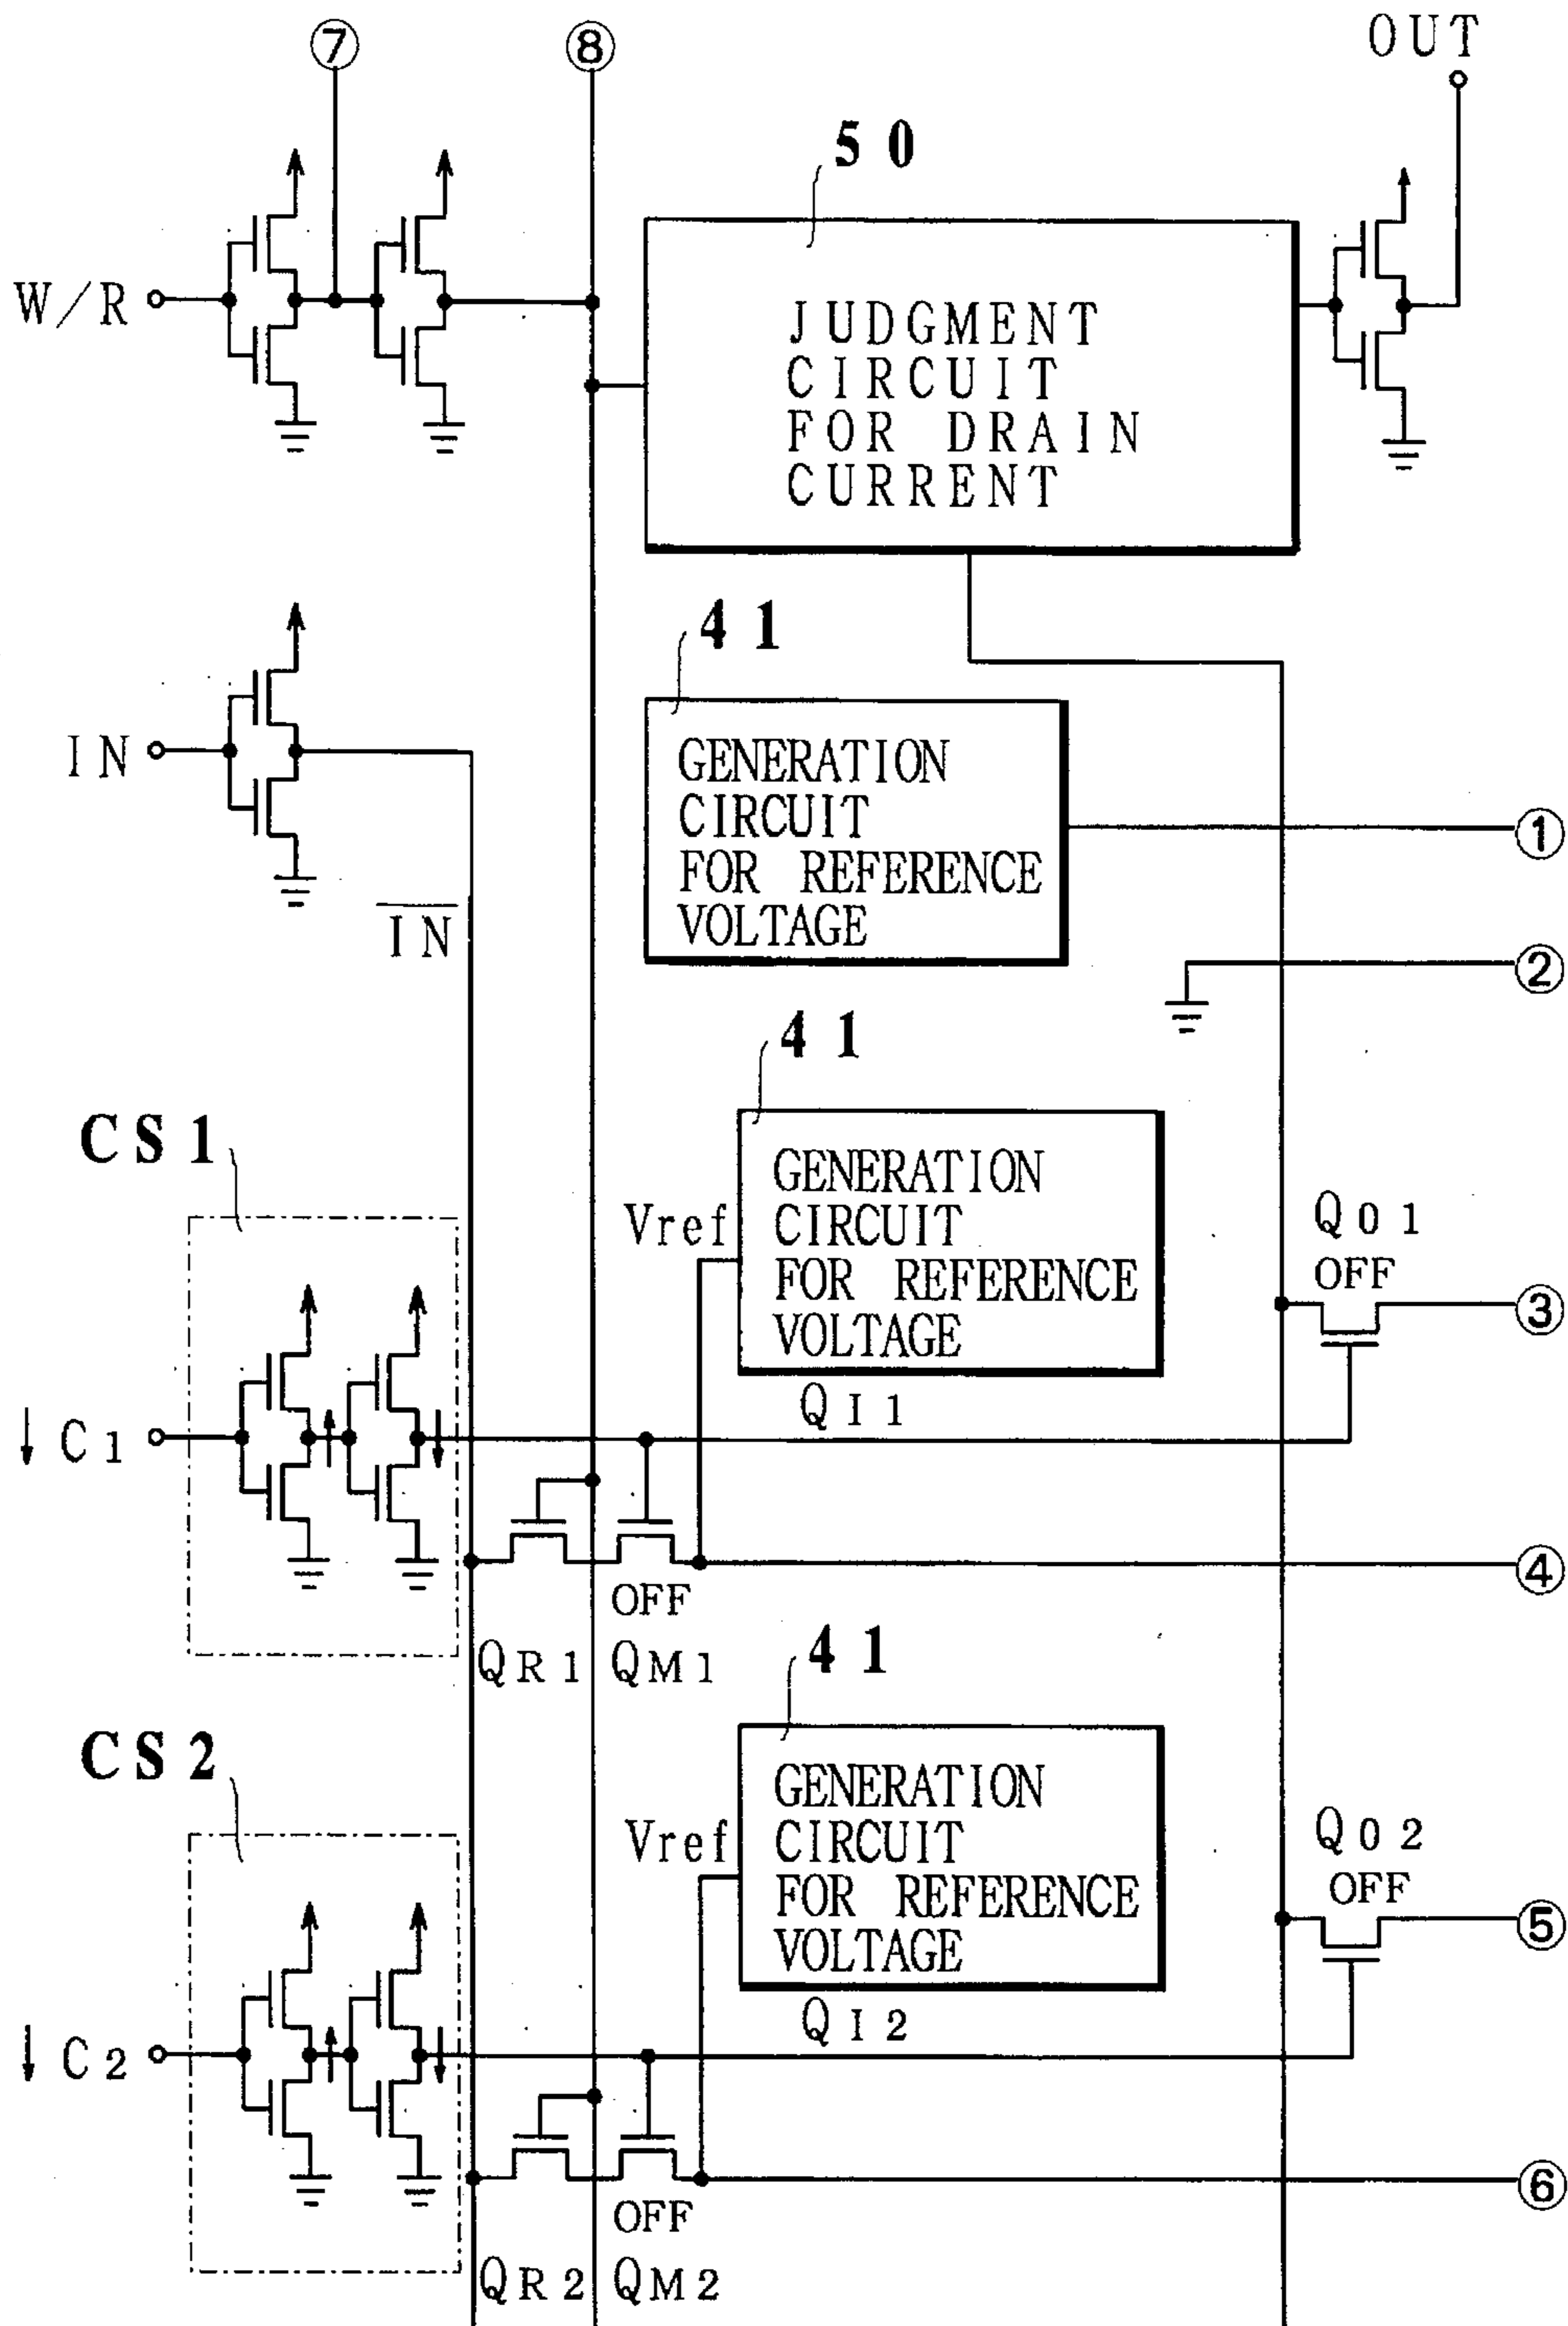 ⑦
⑧
OUT
50
W/R
JUDGMENT
CIRCUIT
FOR DRAIN
CURRENT
41
IN
GENERATION
CIRCUIT
FOR REFERENCE
VOLTAGE
①
I̅N̅
②
41
CS1
GENERATION
CIRCUIT
FOR REFERENCE
VOLTAGE
Vref
Q01
OFF
③
QI1
↓ C1
④
OFF
QR1
QM1
41
CS2
GENERATION
CIRCUIT
FOR REFERENCE
VOLTAGE
Vref
Q02
OFF
⑤
QI2
↓ C2
⑥
OFF
QR2
QM2